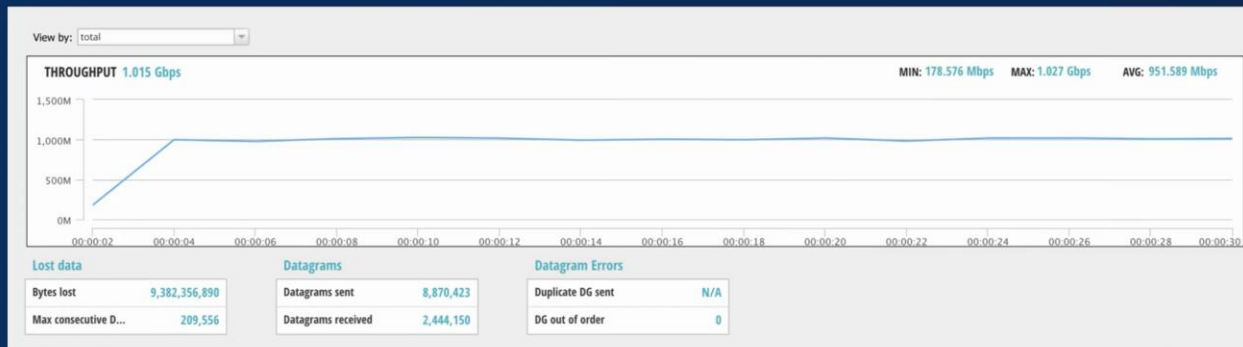 View by: total
THROUGHPUT 1.015 Gbps MIN: 178.576 Mbps MAX: 1.027 Gbps AVG: 951.589 Mbps
1,500M
1,000M
500M
0M
00:00:02 00:00:04 00:00:06 00:00:08 00:00:10 00:00:12 00:00:14 00:00:16 00:00:18 00:00:20 00:00:22 00:00:24 00:00:26 00:00:28 00:00:30
Lost data Datagrams Datagram Errors
Bytes lost 9,382,356,890 Datagrams sent 8,870,423 Duplicate DG sent N/A
Max consecutive D... 209,556 Datagrams received 2,444,150 DG out of order 0